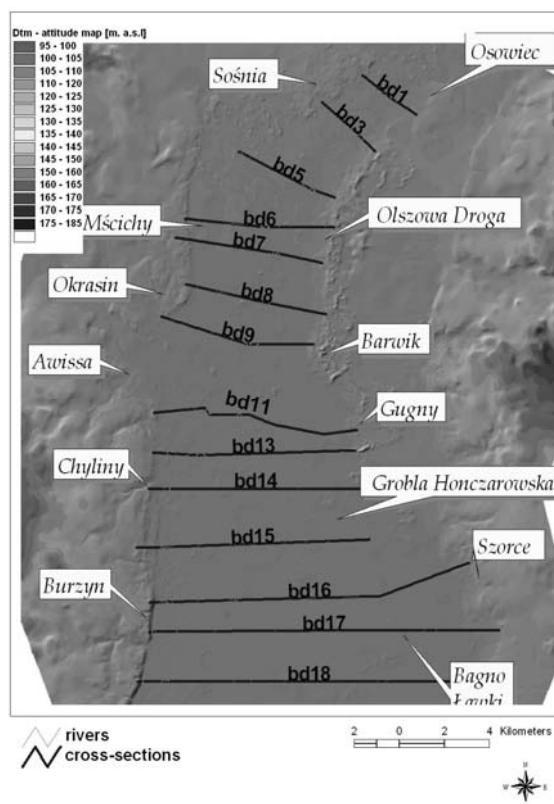 Dtm - attitude map [m. a.s.l]
95 - 100
100 - 105
105 - 110
110 - 120
120 - 125
125 - 130
130 - 135
135 - 140
140 - 145
145 - 150
150 - 160
160 - 165
165 - 170
170 - 175
175 - 185
Osowiec
Sośnia
bd1
bd3
bd5
bd6
Mścichy
Olszowa Droga
bd7
Okrasin
bd8
bd9
Barwik
Awissa
bd11
Gugny
bd13
Chyliny
bd14
Grobla Honczarowska
bd15
Szorce
Burzyn
bd16
bd17
bd18
Bagno
Ławki
rivers
cross-sections
2 0 2 4 Kilometers
N
W E
S